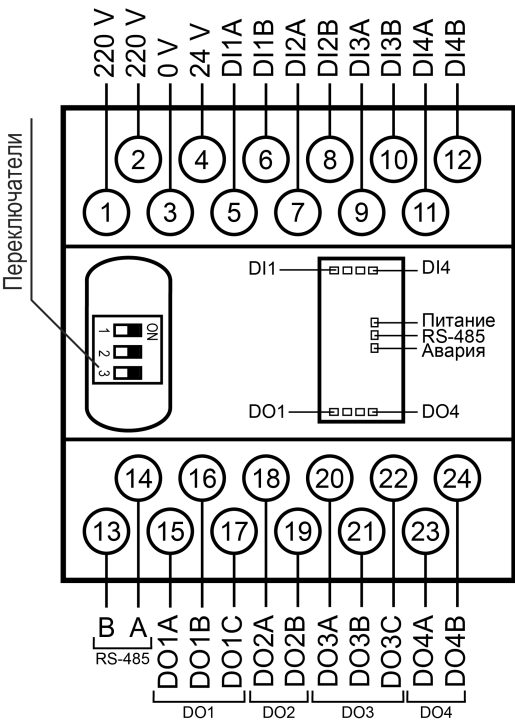 220 V
220 V
0 V
24 V
DI1A
DI1B
DI2A
DI2B
DI3A
DI3B
DI4A
DI4B
2
4
6
8
10
12
1
3
5
7
9
11
Переключатели
DI1
DI4
1
2
3
ON
Питание
RS-485
Авария
DO1
DO4
14
16
18
20
22
24
13
15
17
19
21
23
B
A
DO1A
DO1B
DO1C
DO2A
DO2B
DO3A
DO3B
DO3C
DO4A
DO4B
RS-485
DO1
DO2
DO3
DO4